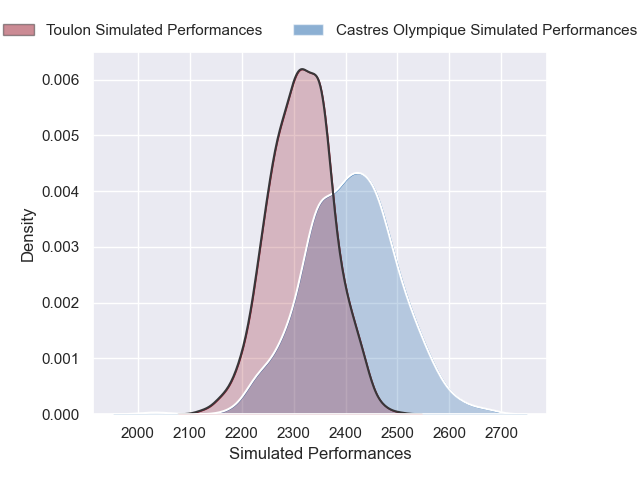 Toulon Simulated Performances
Castres Olympique Simulated Performances
0.006
0.005
0.004
0.003
0.002
0.001
0.000
Density
2000 2100 2200 2300 2400 2500 2600 2700
Simulated Performances